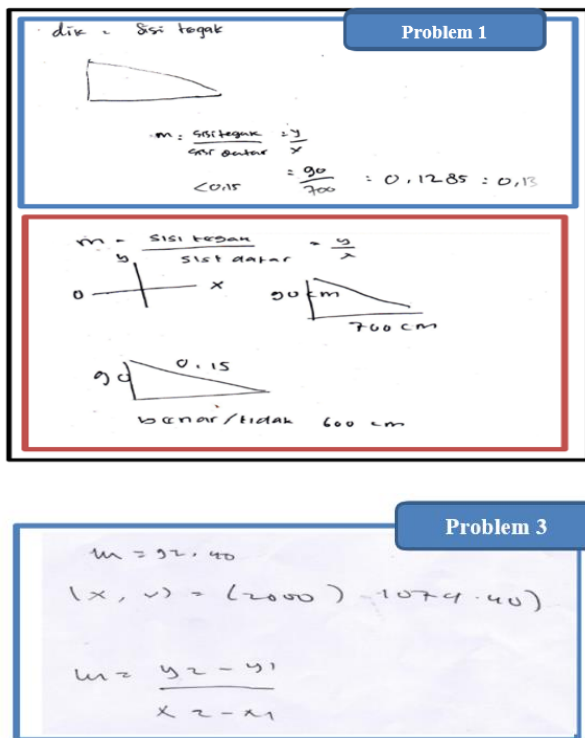 Problem 1
dik = Sisi tegak
m = sisi tegak / sisi datar = y / x
< 0,15 = 90 / 700 = 0,1285 = 0,13
m = sisi tegak / sisi datar = y / x
y
0 x
90 cm
700 cm
90 0,15
benar/tidak 600 cm
Problem 3
m = 92,40
(x, y) = (2000) 1074.40)
m = y2 - y1 / x2 - x1